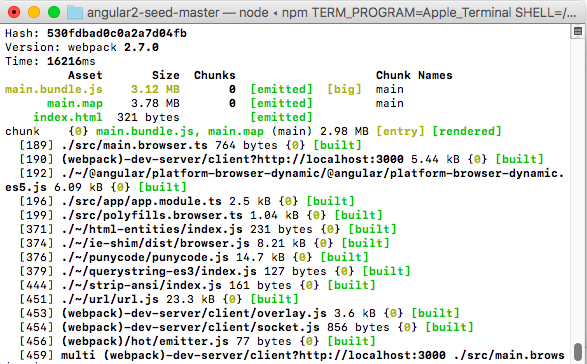 angular2-seed-master — node ◂ npm TERM_PROGRAM=Apple_Terminal SHELL=/...
Hash: 530fdbad0c0a2a7d04fb
Version: webpack 2.7.0
Time: 16216ms
Asset Size Chunks Chunk Names
main.bundle.js 3.12 MB 0 [emitted] [big] main
main.map 3.78 MB 0 [emitted] main
index.html 321 bytes [emitted]
chunk {0} main.bundle.js, main.map (main) 2.98 MB [entry] [rendered]
[189] ./src/main.browser.ts 764 bytes {0} [built]
[190] (webpack)-dev-server/client?http://localhost:3000 5.44 kB {0} [built]
[192] ./~/@angular/platform-browser-dynamic/@angular/platform-browser-dynamic.
es5.js 6.09 kB {0} [built]
[196] ./src/app/app.module.ts 2.5 kB {0} [built]
[199] ./src/polyfills.browser.ts 1.04 kB {0} [built]
[371] ./~/html-entities/index.js 231 bytes {0} [built]
[374] ./~/ie-shim/dist/browser.js 8.21 kB {0} [built]
[376] ./~/punycode/punycode.js 14.7 kB {0} [built]
[379] ./~/querystring-es3/index.js 127 bytes {0} [built]
[444] ./~/strip-ansi/index.js 161 bytes {0} [built]
[451] ./~/url/url.js 23.3 kB {0} [built]
[453] (webpack)-dev-server/client/overlay.js 3.6 kB {0} [built]
[454] (webpack)-dev-server/client/socket.js 856 bytes {0} [built]
[456] (webpack)/hot/emitter.js 77 bytes {0} [built]
[459] multi (webpack)-dev-server/client?http://localhost:3000 ./src/main.brows